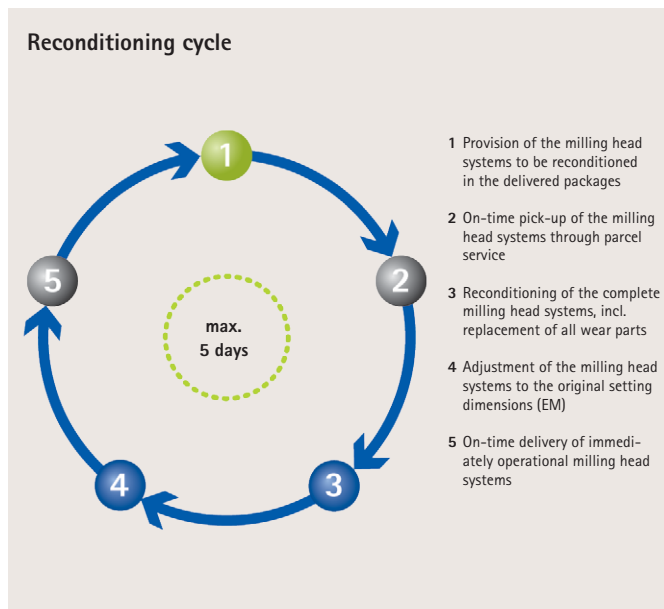 Reconditioning cycle
1
2
3
4
5
max.
5 days
1 Provision of the milling head
systems to be reconditioned
in the delivered packages
2 On-time pick-up of the milling
head systems through parcel
service
3 Reconditioning of the complete
milling head systems, incl.
replacement of all wear parts
4 Adjustment of the milling head
systems to the original setting
dimensions (EM)
5 On-time delivery of immedi-
ately operational milling head
systems